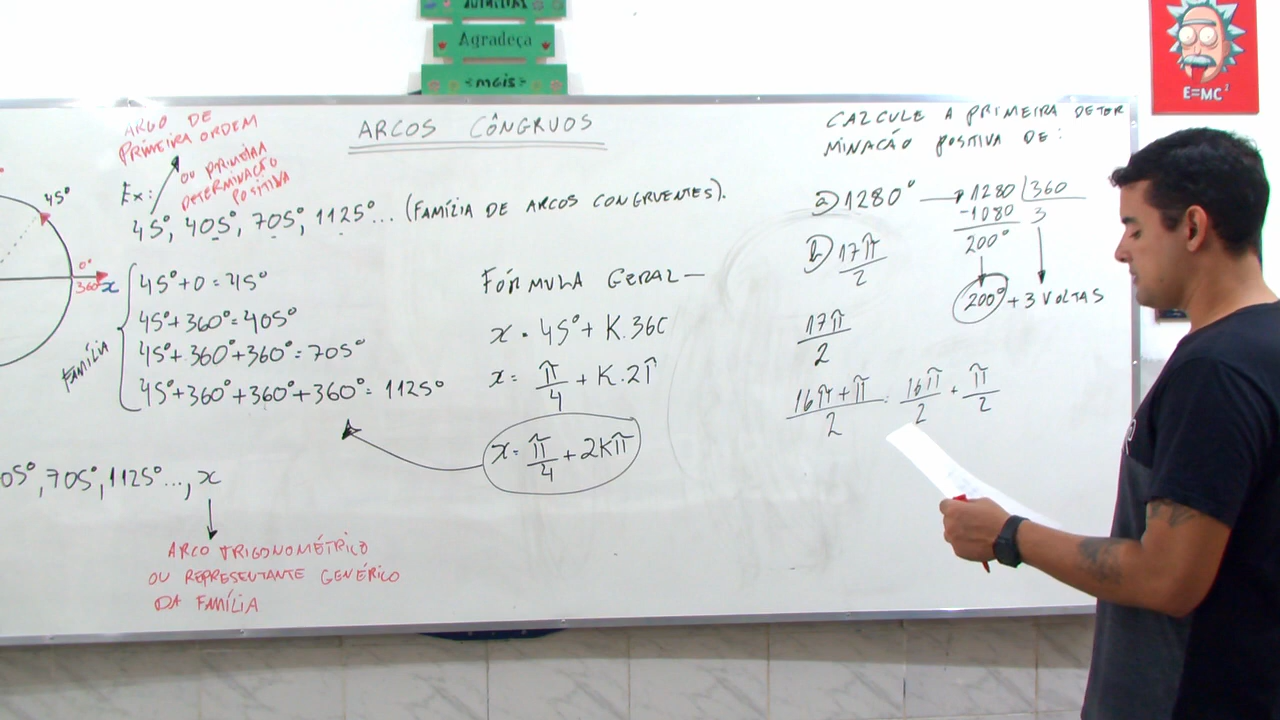 Agradeça
MAIS
E=MC²
ARCOS CÔNGRUOS
ARGO DE
PRIMEIRA ORDEM
OU PRIMEIRA
DETERMINAÇÃO
POSITIVA
Ex:
45°, 405°, 705°, 1125°... (FAMÍLIA DE ARCOS CONGRUENTES).
45°
0°
360°
x
FAMÍLIA
45°+0=45°
45°+360°=405°
45°+360°+360°=705°
45°+360°+360°+360°=1125°
05°, 705°, 1125°..., x
ARCO TRIGONOMÉTRICO
OU REPRESENTANTE GENÉRICO
DA FAMÍLIA
FÓRMULA GERAL—
x = 45° + K.360
x = π/4 + K.2π
x = π/4 + 2Kπ
CALCULE A PRIMEIRA DETER
MINAÇÃO POSITIVA DE:
a) 1280° → 1280 | 360
-1080 3
200°
200° + 3 VOLTAS
b) 17π/2
17π/2
16π+π/2 = 16π/2 + π/2